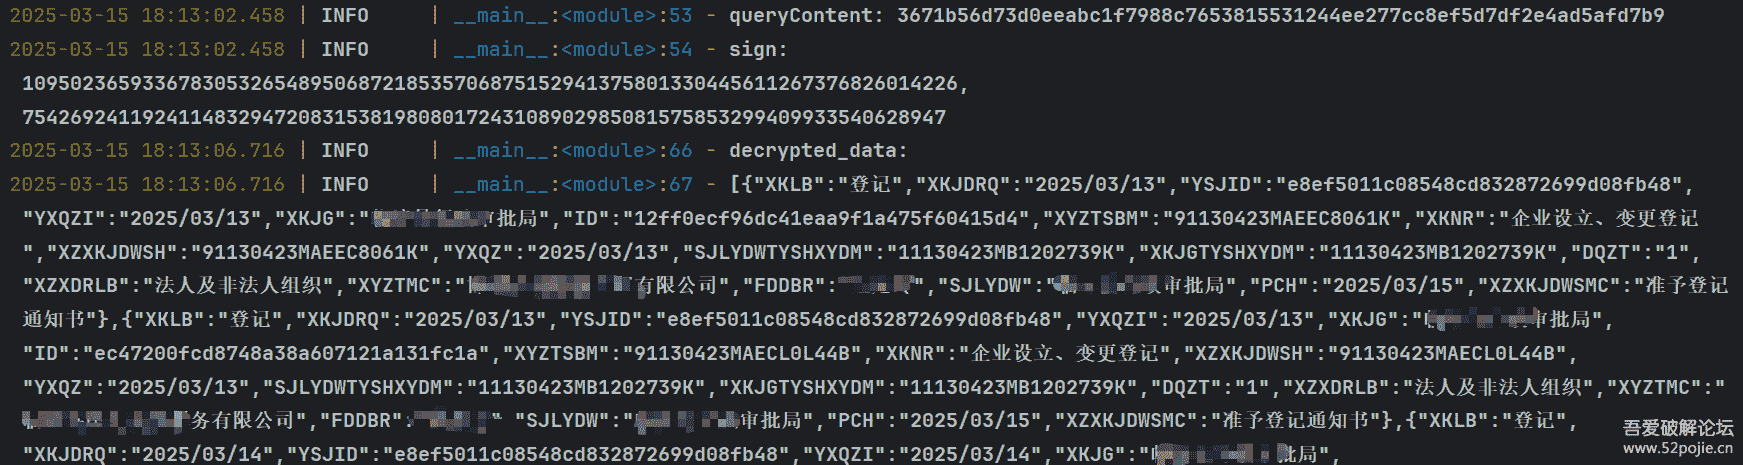 2025-03-15 18:13:02.458 | INFO     | __main__:<module>:53 - queryContent: 3671b56d73d0eeabc1f7988c7653815531244ee277cc8ef5d7df2e4ad5afd7b9
2025-03-15 18:13:02.458 | INFO     | __main__:<module>:54 - sign:
109502365933678305326548950687218535706875152941375801330445611267376826014226,
75426924119241148329472083153819808017243108902985081575853299409933540628947
2025-03-15 18:13:06.716 | INFO     | __main__:<module>:66 - decrypted_data:
2025-03-15 18:13:06.716 | INFO     | __main__:<module>:67 - [{"XKLB":"登记","XKJDRQ":"2025/03/13","YSJID":"e8ef5011c08548cd832872699d08fb48",
"YXQZI":"2025/03/13","XKJG":"审批局","ID":"12ff0ecf96dc41eaa9f1a475f60415d4","XYZTSBM":"91130423MAEEC8061K","XKNR":"企业设立、变更登记
","XZXKJDWSH":"91130423MAEEC8061K","YXQZ":"2025/03/13","SJLYDWTYSHXYDM":"11130423MB1202739K","XKJGTYSHXYDM":"11130423MB1202739K","DQZT":"1",
"XZXDRLB":"法人及非法人组织","XYZTMC":"有限公司","FDDBR":"","SJLYDW":"审批局","PCH":"2025/03/15","XZXKJDWSMC":"准予登记
通知书"},{"XKLB":"登记","XKJDRQ":"2025/03/13","YSJID":"e8ef5011c08548cd832872699d08fb48","YXQZI":"2025/03/13","XKJG":"审批局",
"ID":"ec47200fcd8748a38a607121a131fc1a","XYZTSBM":"91130423MAECL0L44B","XKNR":"企业设立、变更登记","XZXKJDWSH":"91130423MAECL0L44B",
"YXQZ":"2025/03/13","SJLYDWTYSHXYDM":"11130423MB1202739K","XKJGTYSHXYDM":"11130423MB1202739K","DQZT":"1","XZXDRLB":"法人及非法人组织","XYZTMC":"
务有限公司","FDDBR":" "SJLYDW":"审批局","PCH":"2025/03/15","XZXKJDWSMC":"准予登记通知书"},{"XKLB":"登记",
"XKJDRQ":"2025/03/14","YSJID":"e8ef5011c08548cd832872699d08fb48","YXQZI":"2025/03/14","XKJG":"批局",
吾爱破解论坛
www.52pojie.cn